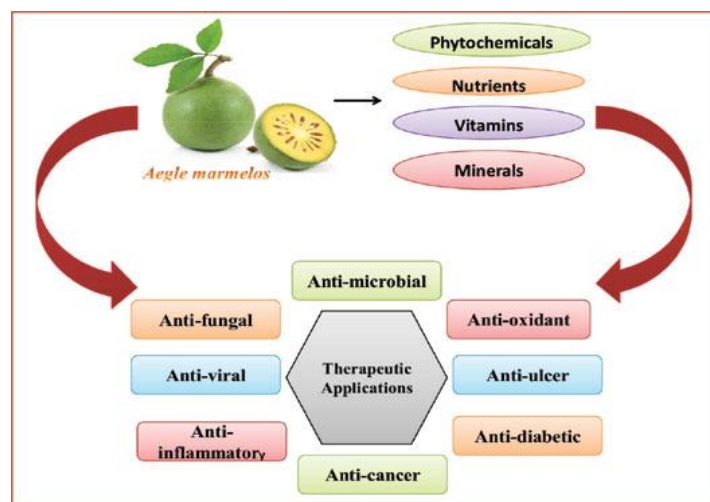 Phytochemicals
Nutrients
Vitamins
Minerals
Aegle marmelos
Anti-microbial
Anti-fungal
Anti-oxidant
Anti-viral
Therapeutic
Applications
Anti-ulcer
Anti-
inflammatory
Anti-diabetic
Anti-cancer